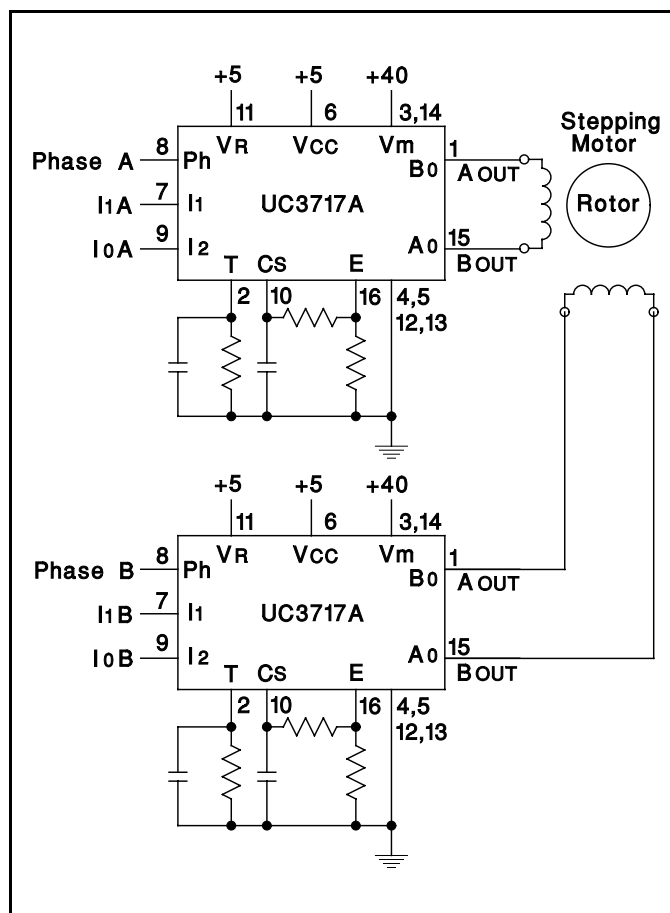 +5 +5 +40
11 6 3,14
VR VCC Vm
Stepping
Motor
Rotor
Phase A 8 Ph
I1A 7 I1
I0A 9 I2
UC3717A
B0 1 A OUT
A0 15 B OUT
T CS E
2 10 16 4,5
12,13
+5 +5 +40
11 6 3,14
VR VCC Vm
Phase B 8 Ph
I1B 7 I1
I0B 9 I2
UC3717A
B0 1 A OUT
A0 15 B OUT
T CS E
2 10 16 4,5
12,13